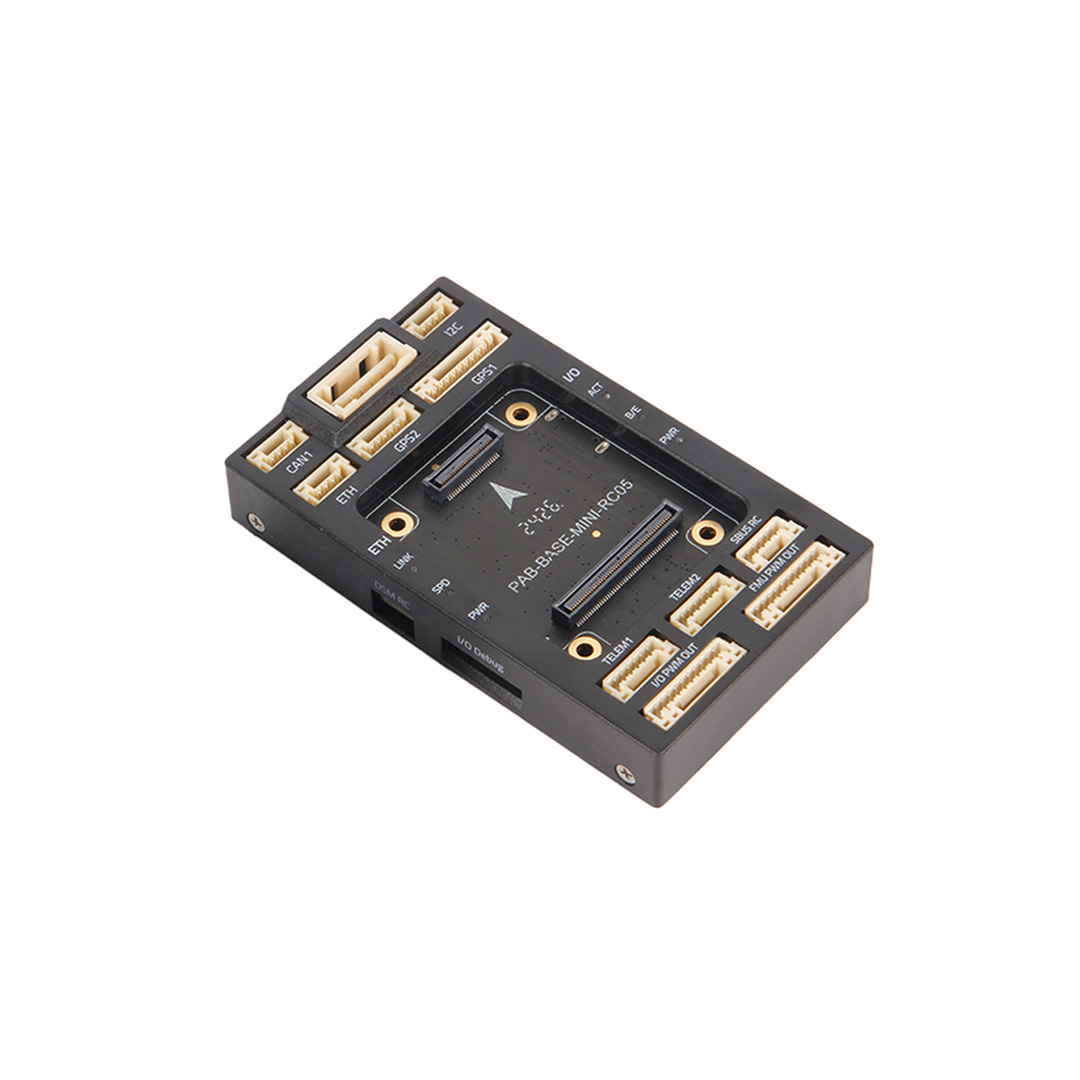 I2C
GPS1
GPS2
CAN1
ETH
I/O
ACT
B/E
PWR
ETH
LINK
SPD
PWR
2426.
PAB-BASE-MINI-RC05
DSM RC
I/O Debug
SBUS RC
FMU PWM OUT
TELEM2
TELEM1
I/O PWM OUT